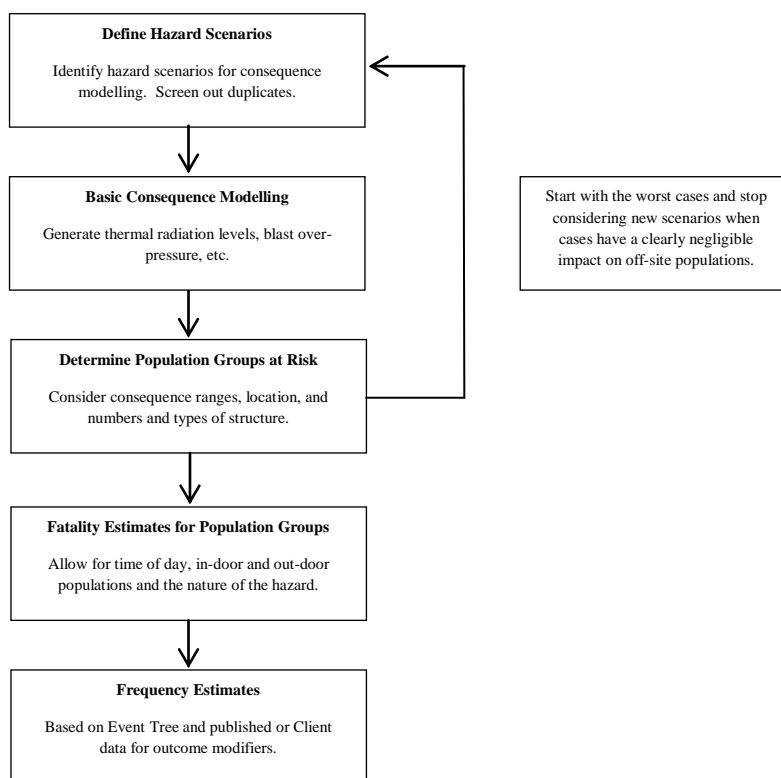 Define Hazard Scenarios
Identify hazard scenarios for consequence
modelling.  Screen out duplicates.
Basic Consequence Modelling
Generate thermal radiation levels, blast over-
pressure, etc.
Start with the worst cases and stop
considering new scenarios when
cases have a clearly negligible
impact on off-site populations.
Determine Population Groups at Risk
Consider consequence ranges, location, and
numbers and types of structure.
Fatality Estimates for Population Groups
Allow for time of day, in-door and out-door
populations and the nature of the hazard.
Frequency Estimates
Based on Event Tree and published or Client
data for outcome modifiers.